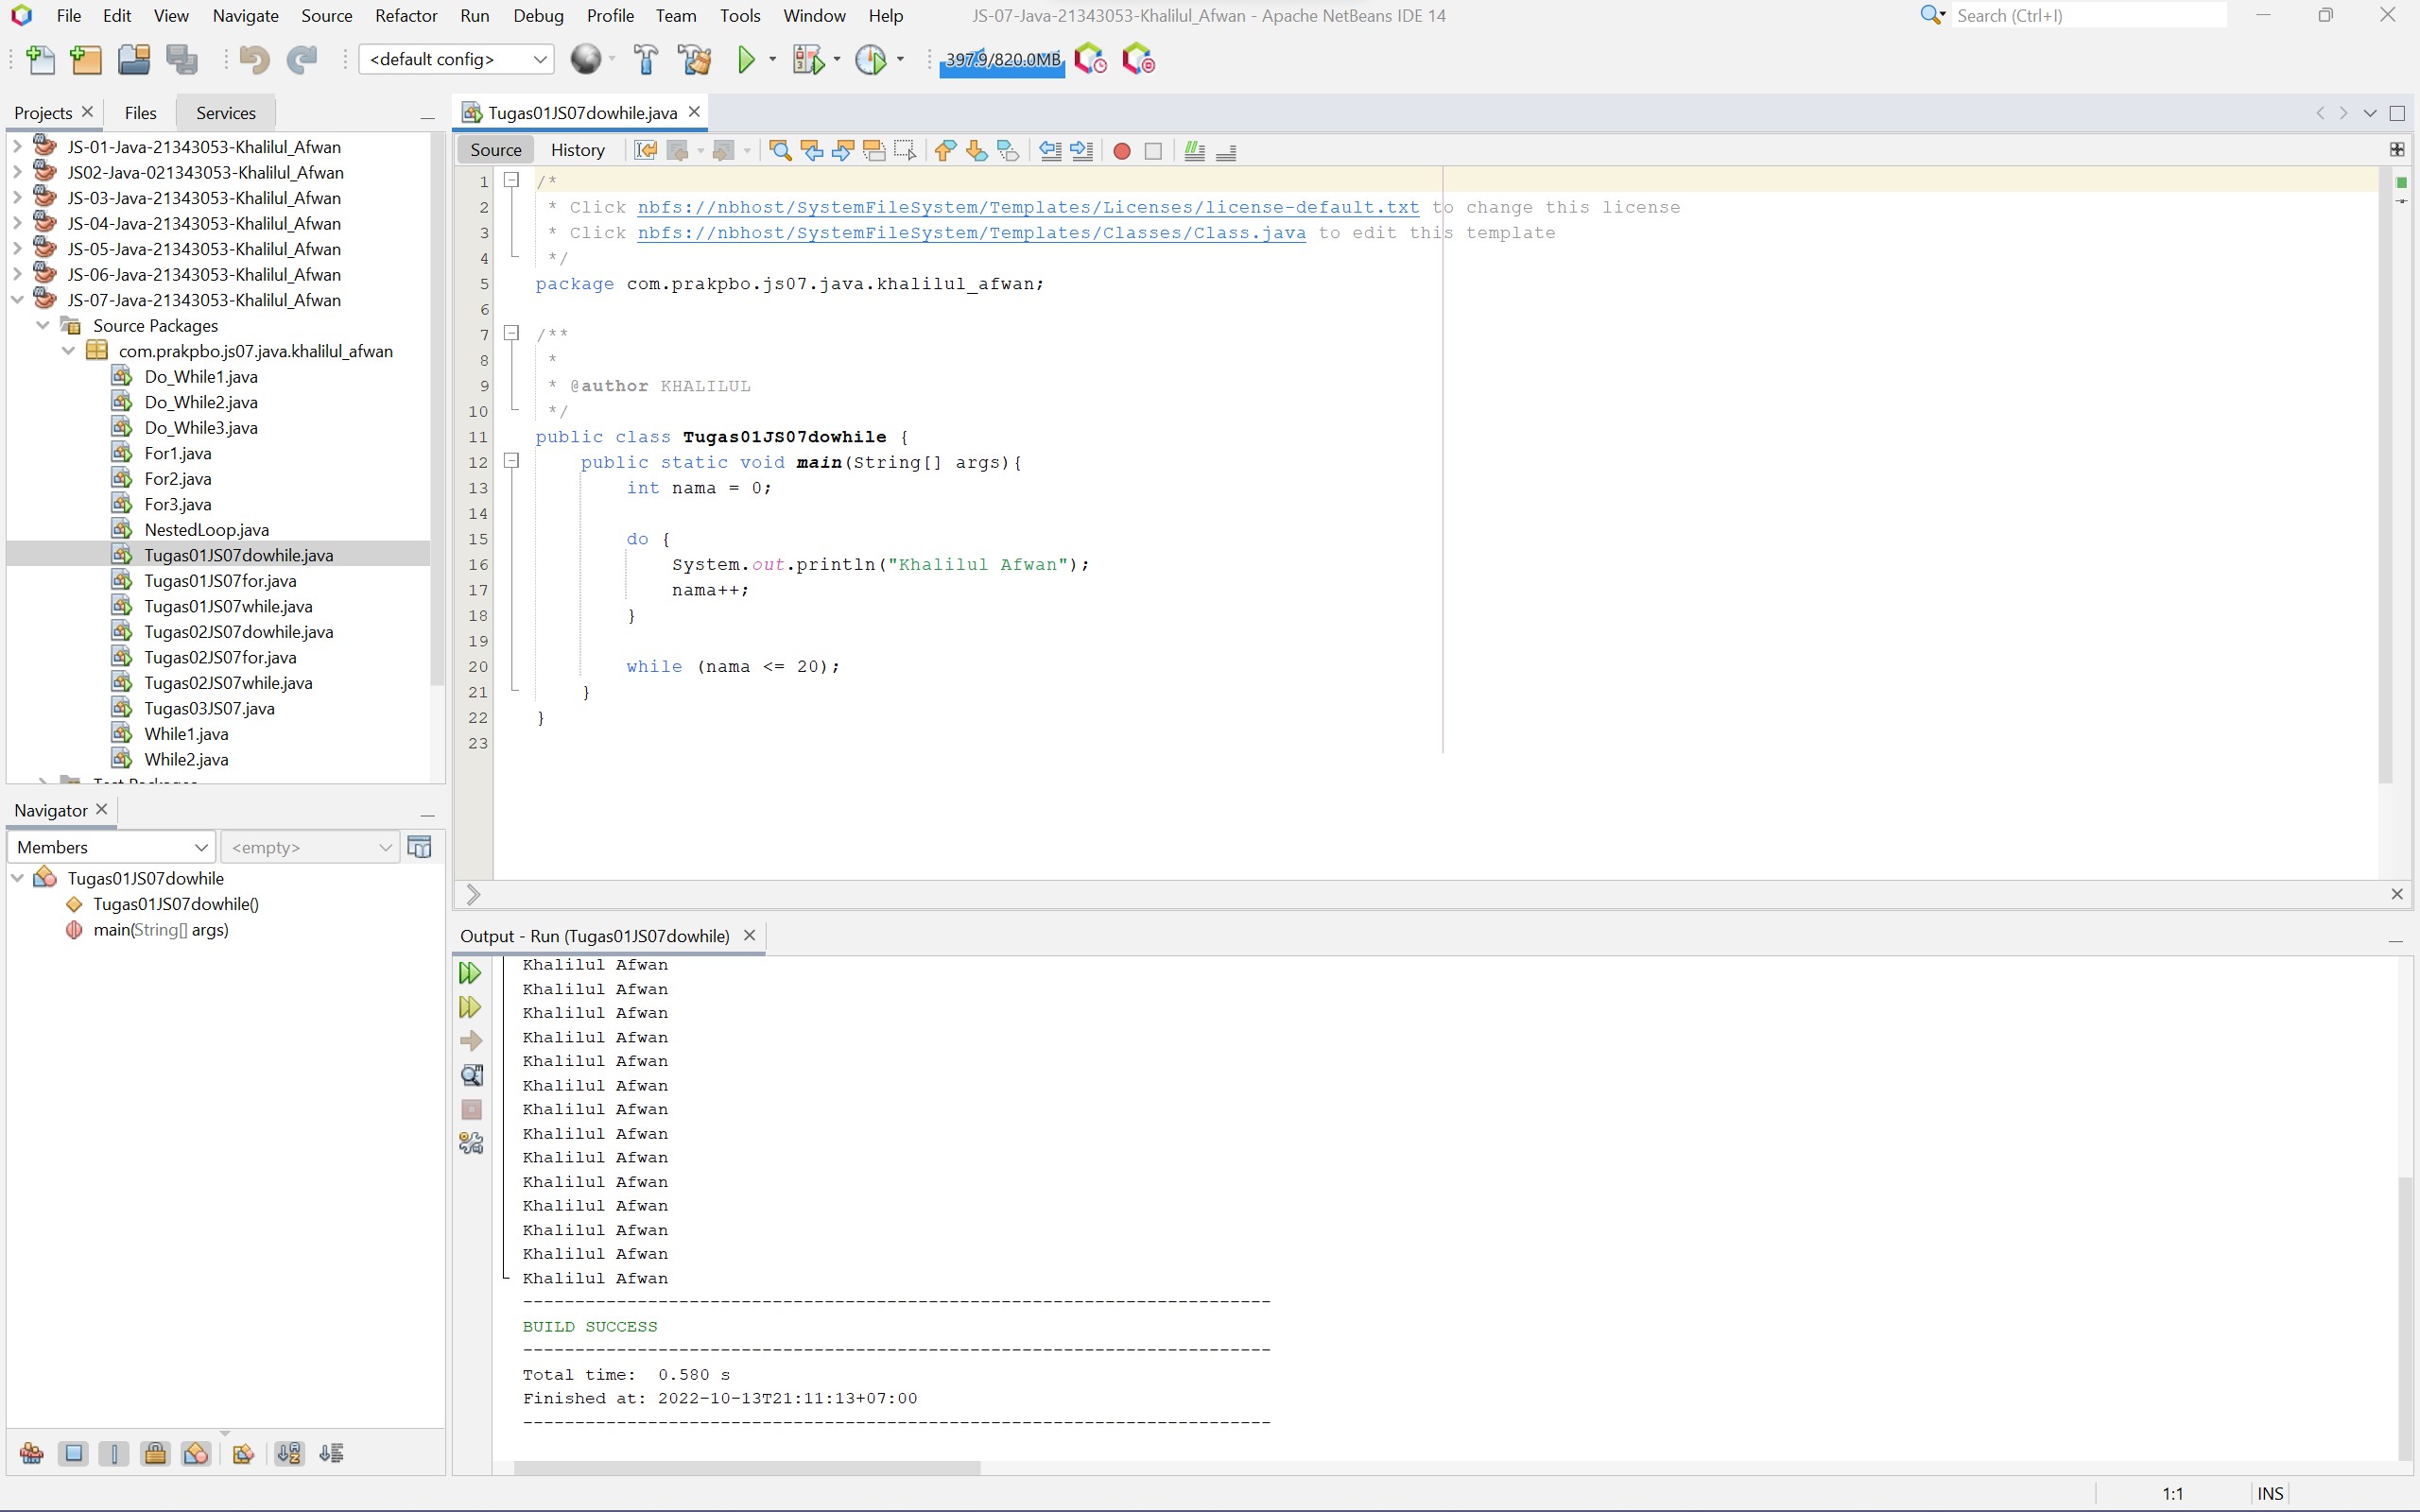 File Edit View Navigate Source Refactor Run Debug Profile Team Tools Window Help JS-07-Java-21343053-Khalilul_Afwan - Apache NetBeans IDE 14 Search (Ctrl+I)
<default config> 397.9/820.0MB
Projects Files Services
JS-01-Java-21343053-Khalilul_Afwan
JS02-Java-021343053-Khalilul_Afwan
JS-03-Java-21343053-Khalilul_Afwan
JS-04-Java-21343053-Khalilul_Afwan
JS-05-Java-21343053-Khalilul_Afwan
JS-06-Java-21343053-Khalilul_Afwan
JS-07-Java-21343053-Khalilul_Afwan
Source Packages
com.prakpbo.js07.java.khalilul_afwan
Do_While1.java
Do_While2.java
Do_While3.java
For1.java
For2.java
For3.java
NestedLoop.java
Tugas01JS07dowhile.java
Tugas01JS07for.java
Tugas01JS07while.java
Tugas02JS07dowhile.java
Tugas02JS07for.java
Tugas02JS07while.java
Tugas03JS07.java
While1.java
While2.java
Test Packages
Navigator
Members <empty>
Tugas01JS07dowhile
Tugas01JS07dowhile()
main(String[] args)
Tugas01JS07dowhile.java
Source History
1 /*
2 * Click nbfs://nbhost/SystemFileSystem/Templates/Licenses/license-default.txt to change this license
3 * Click nbfs://nbhost/SystemFileSystem/Templates/Classes/Class.java to edit this template
4 */
5 package com.prakpbo.js07.java.khalilul_afwan;
6
7 /**
8 *
9 * @author KHALILUL
10 */
11 public class Tugas01JS07dowhile {
12 public static void main(String[] args){
13 int nama = 0;
14
15 do {
16 System.out.println("Khalilul Afwan");
17 nama++;
18 }
19
20 while (nama <= 20);
21 }
22 }
23
Output - Run (Tugas01JS07dowhile)
Khalilul Afwan
Khalilul Afwan
Khalilul Afwan
Khalilul Afwan
Khalilul Afwan
Khalilul Afwan
Khalilul Afwan
Khalilul Afwan
Khalilul Afwan
Khalilul Afwan
Khalilul Afwan
Khalilul Afwan
Khalilul Afwan
Khalilul Afwan
------------------------------------------------------------------------
BUILD SUCCESS
------------------------------------------------------------------------
Total time: 0.580 s
Finished at: 2022-10-13T21:11:13+07:00
------------------------------------------------------------------------
1:1 INS